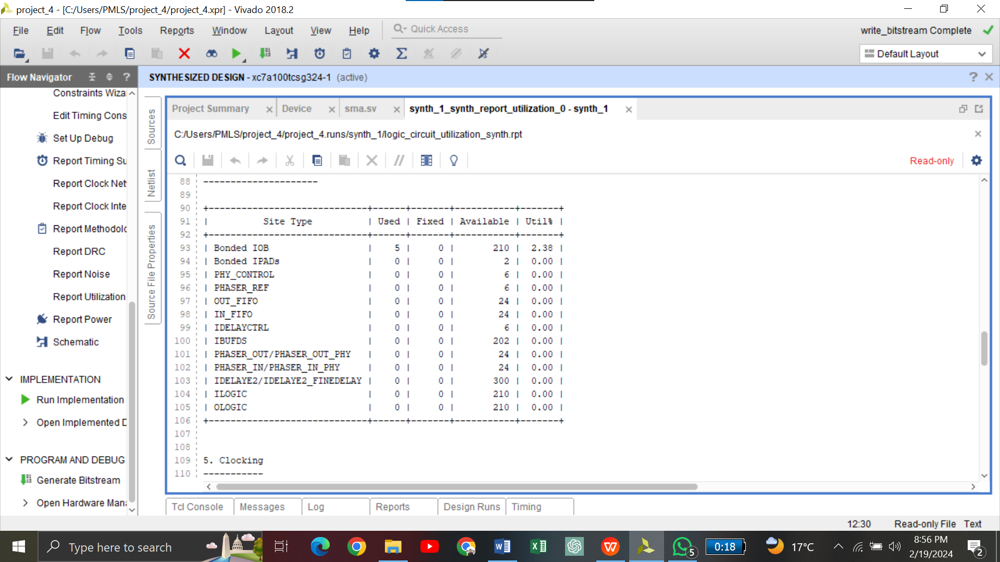 project_4 - [C:/Users/PMLS/project_4/project_4.xpr] - Vivado 2018.2
File Edit Flow Tools Reports Window Layout View Help Quick Access
write_bitstream Complete
Default Layout
Flow Navigator
SYNTHESIZED DESIGN - xc7a100tcsg324-1 (active)
Constraints Wiza
Edit Timing Cons
Set Up Debug
Report Timing Su
Report Clock Net
Report Clock Inte
Report Methodolo
Report DRC
Report Noise
Report Utilization
Report Power
Schematic
IMPLEMENTATION
Run Implementation
Open Implemented D
PROGRAM AND DEBUG
Generate Bitstream
Open Hardware Man
Sources
Netlist
Source File Properties
Project Summary Device sma.sv synth_1_synth_report_utilization_0 - synth_1
C:/Users/PMLS/project_4/project_4.runs/synth_1/logic_circuit_utilization_synth.rpt
Read-only
88 ---------------------
89
90 +-----------------------------+------+-------+-----------+-------+
91 | Site Type | Used | Fixed | Available | Util% |
92 +-----------------------------+------+-------+-----------+-------+
93 | Bonded IOB | 5 | 0 | 210 | 2.38 |
94 | Bonded IPADs | 0 | 0 | 2 | 0.00 |
95 | PHY_CONTROL | 0 | 0 | 6 | 0.00 |
96 | PHASER_REF | 0 | 0 | 6 | 0.00 |
97 | OUT_FIFO | 0 | 0 | 24 | 0.00 |
98 | IN_FIFO | 0 | 0 | 24 | 0.00 |
99 | IDELAYCTRL | 0 | 0 | 6 | 0.00 |
100 | IBUFDS | 0 | 0 | 202 | 0.00 |
101 | PHASER_OUT/PHASER_OUT_PHY | 0 | 0 | 24 | 0.00 |
102 | PHASER_IN/PHASER_IN_PHY | 0 | 0 | 24 | 0.00 |
103 | IDELAYE2/IDELAYE2_FINEDELAY | 0 | 0 | 300 | 0.00 |
104 | ILOGIC | 0 | 0 | 210 | 0.00 |
105 | OLOGIC | 0 | 0 | 210 | 0.00 |
106 +-----------------------------+------+-------+-----------+-------+
107
108
109 5. Clocking
110 -----------
Tcl Console Messages Log Reports Design Runs Timing
12:30 Read-only File Text
Type here to search
5
0:18
17°C
8:56 PM
2/19/2024
2